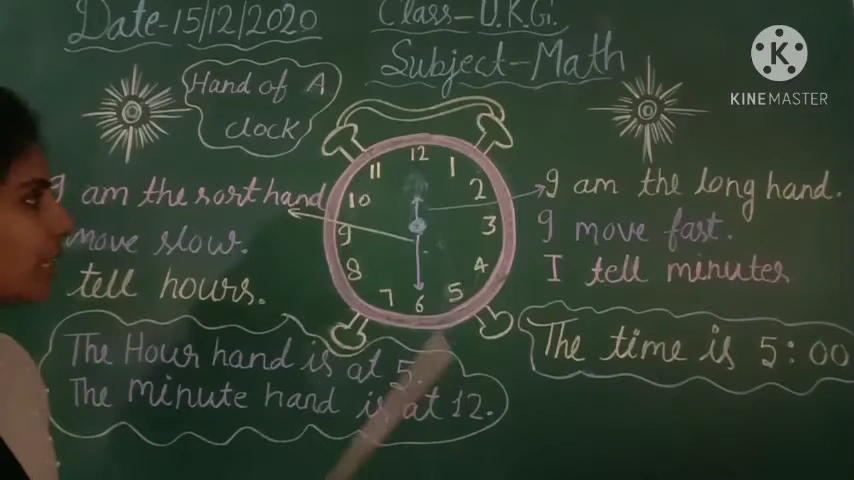 Date-15/12/2020
Class-U.K.G.
Subject-Math
K
KINEMASTER
Hand of A
clock
I am the sort hand
move slow.
tell hours.
12
11
1
10
2
9
3
8
4
7
6
5
I am the long hand.
I move fast.
I tell minutes
The Hour hand is at 5.
The minute hand is at 12.
The time is 5:00